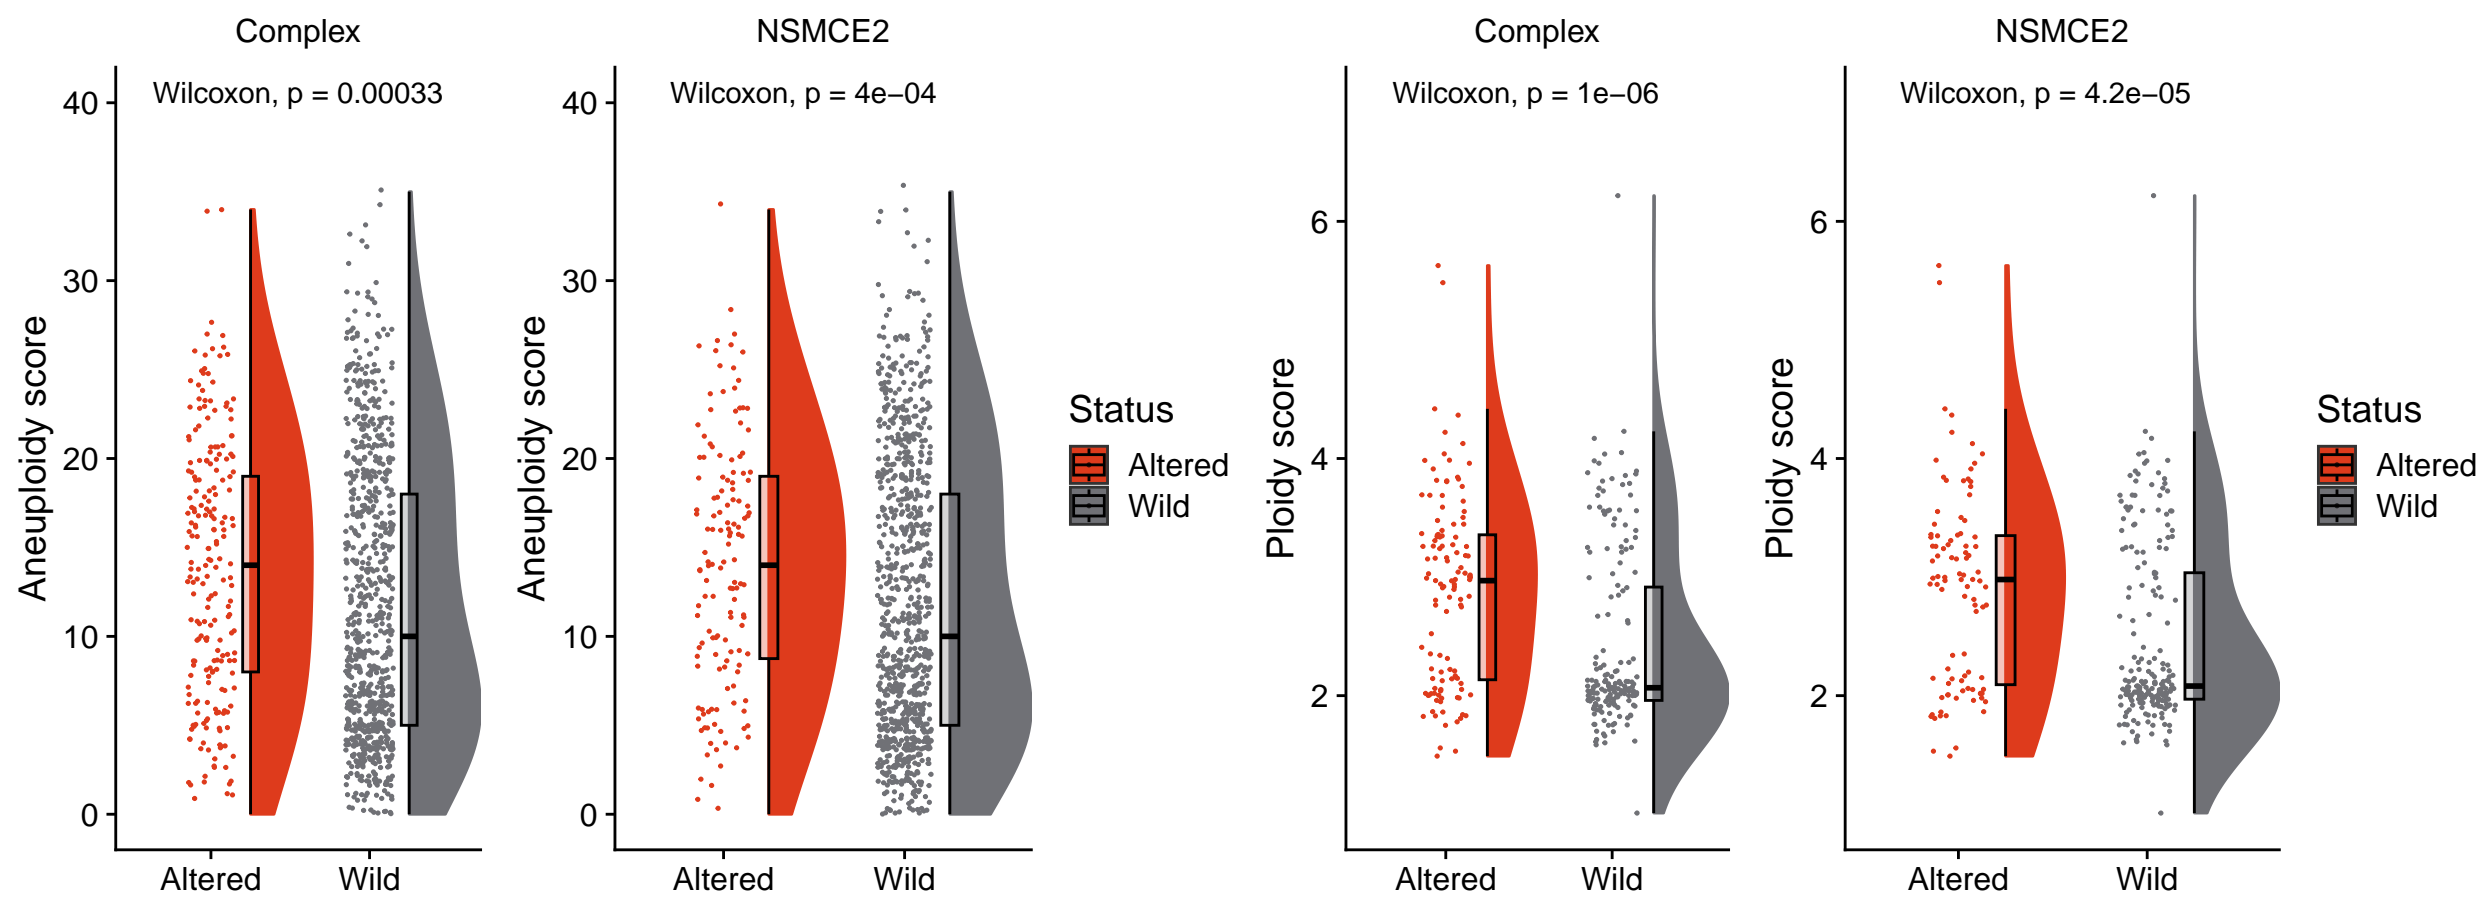 Complex
NSMCE2
Complex
NSMCE2
Wilcoxon, p = 0.00033
Wilcoxon, p = 4e−04
Wilcoxon, p = 1e−06
Wilcoxon, p = 4.2e−05
Aneuploidy score
40
30
20
10
0
Altered
Wild
Aneuploidy score
40
30
20
10
0
Altered
Wild
Status
Altered
Wild
Ploidy score
6
4
2
Altered
Wild
Ploidy score
6
4
2
Altered
Wild
Status
Altered
Wild